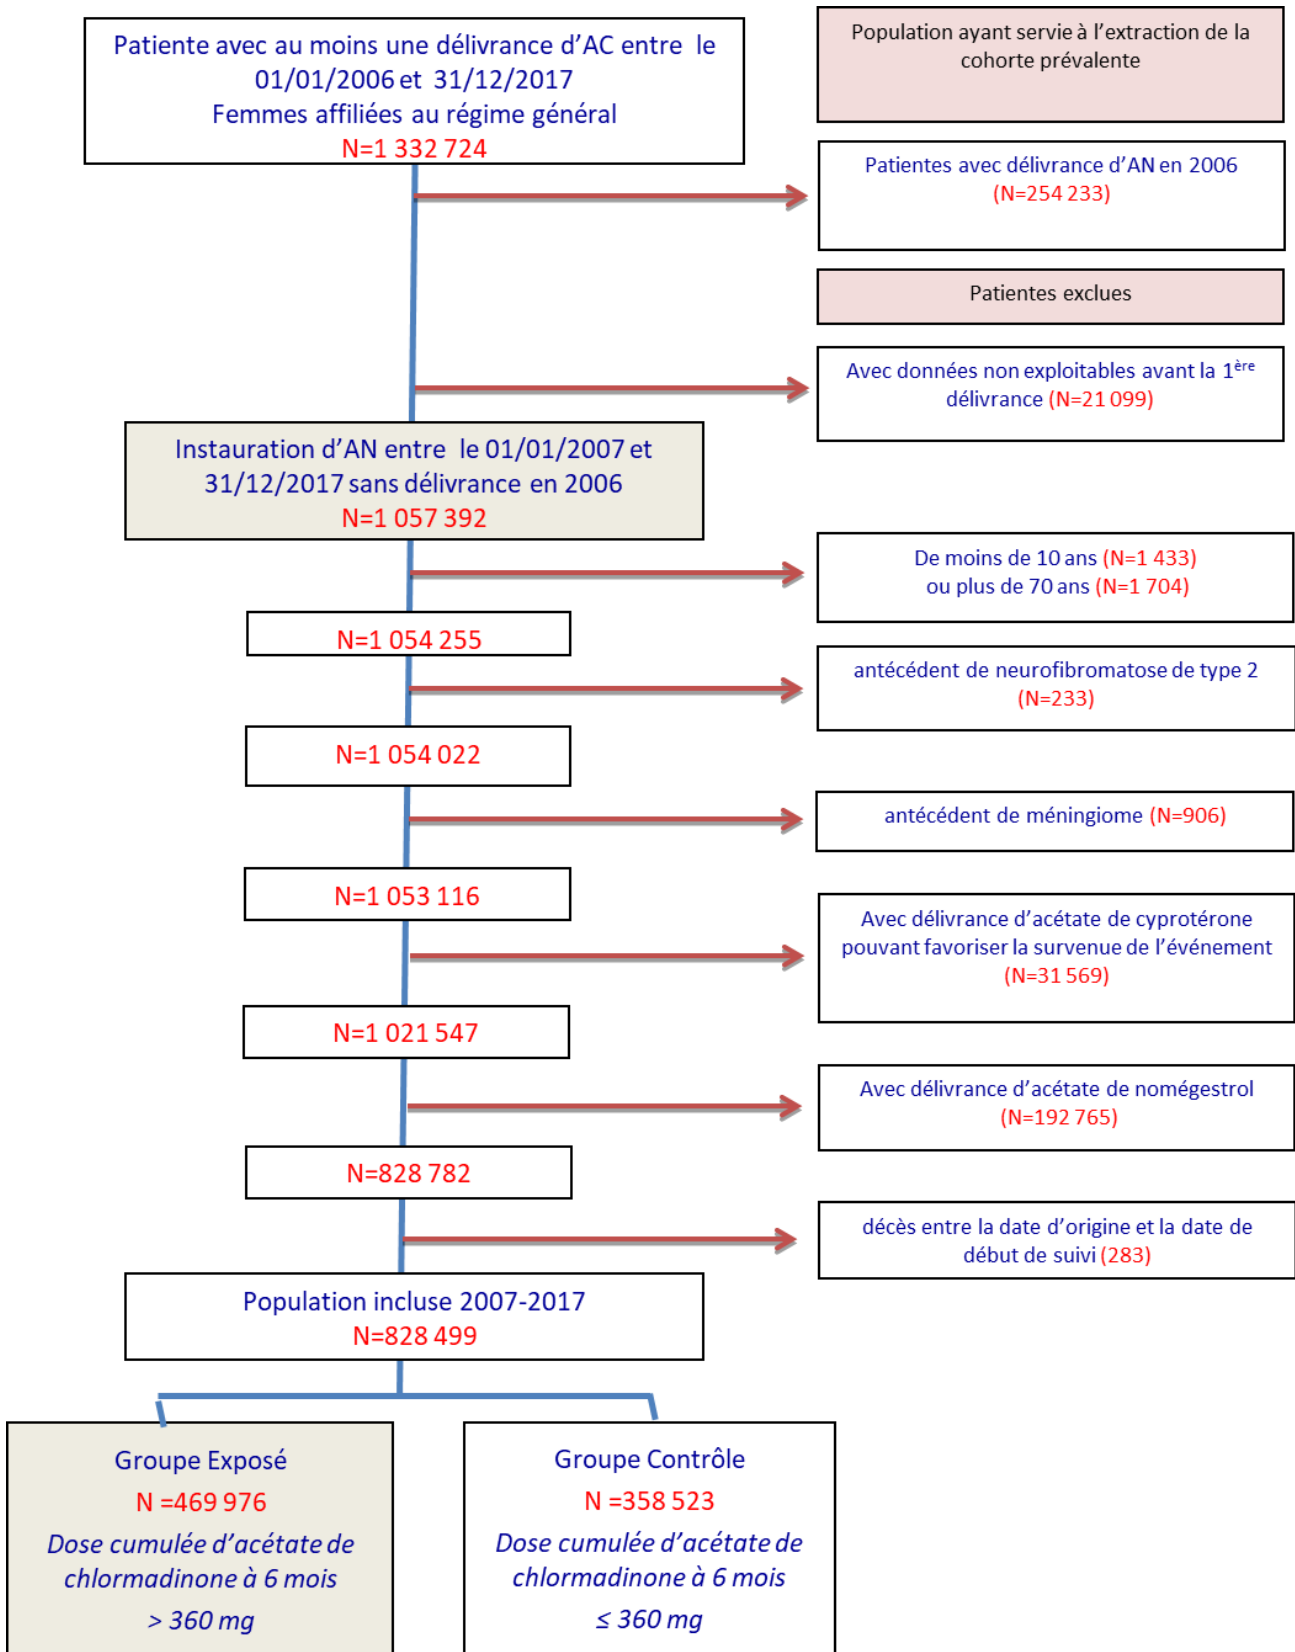 Patiente avec au moins une délivrance d’AC entre le
01/01/2006 et 31/12/2017
Femmes affiliées au régime général
N=1 332 724
Population ayant servie à l’extraction de la
cohorte prévalente
Patientes avec délivrance d’AN en 2006
(N=254 233)
Patientes exclues
Avec données non exploitables avant la 1ère
délivrance (N=21 099)
Instauration d’AN entre le 01/01/2007 et
31/12/2017 sans délivrance en 2006
N=1 057 392
De moins de 10 ans (N=1 433)
ou plus de 70 ans (N=1 704)
N=1 054 255
antécédent de neurofibromatose de type 2
(N=233)
N=1 054 022
antécédent de méningiome (N=906)
N=1 053 116
Avec délivrance d’acétate de cyprotérone
pouvant favoriser la survenue de l’événement
(N=31 569)
N=1 021 547
Avec délivrance d’acétate de nomégestrol
(N=192 765)
N=828 782
décès entre la date d’origine et la date de
début de suivi (283)
Population incluse 2007-2017
N=828 499
Groupe Exposé
N =469 976
Dose cumulée d’acétate de
chlormadinone à 6 mois
> 360 mg
Groupe Contrôle
N =358 523
Dose cumulée d’acétate de
chlormadinone à 6 mois
≤ 360 mg